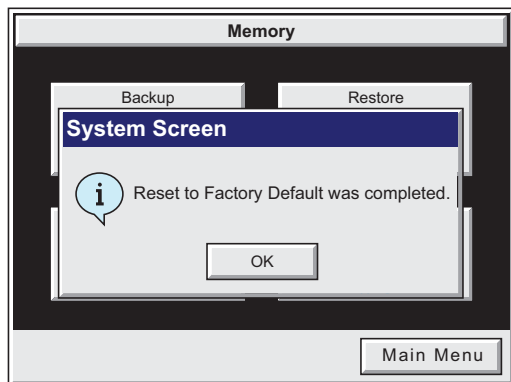 Memory
Backup
Restore
System Screen
i
Reset to Factory Default was completed.
OK
Main Menu